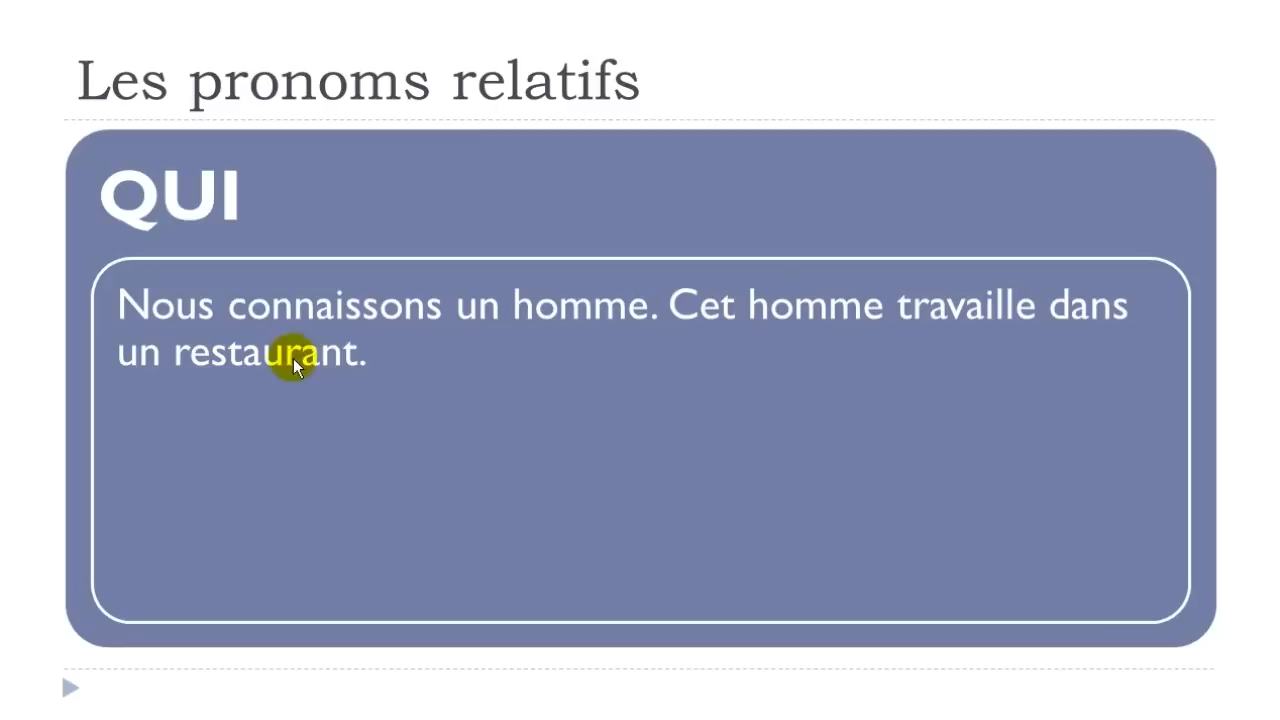 Les pronoms relatifs
QUI
Nous connaissons un homme. Cet homme travaille dans
un restaurant.